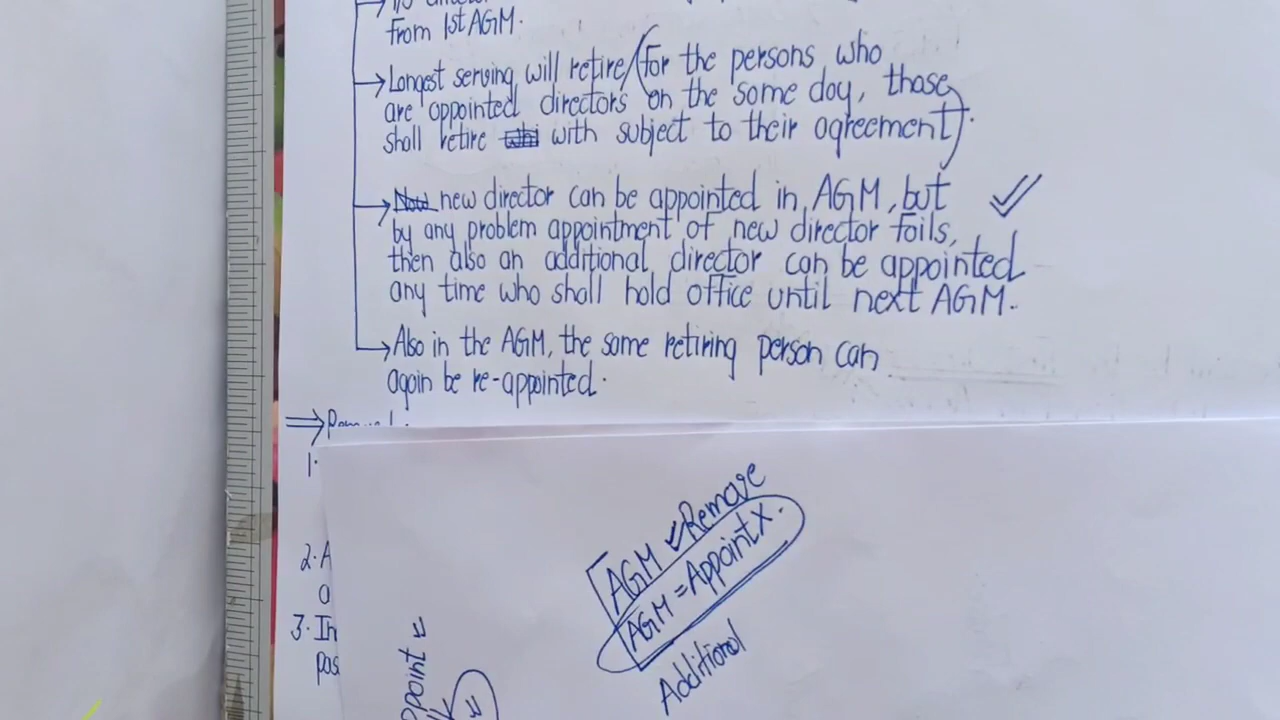 from 1st AGM.
Longest serving will retire/(for the persons who
are appointed directors on the same day, those
shall retire with subject to their agreement).
new director can be appointed in AGM, but
by any problem appointment of new director fails,
then also an additional director can be appointed
any time who shall hold office until next AGM.
Also in the AGM, the same retiring person can
again be re-appointed.
1.
2. A
3. In
AGM ✓ Remove
AGM = Appoint X.
Additional